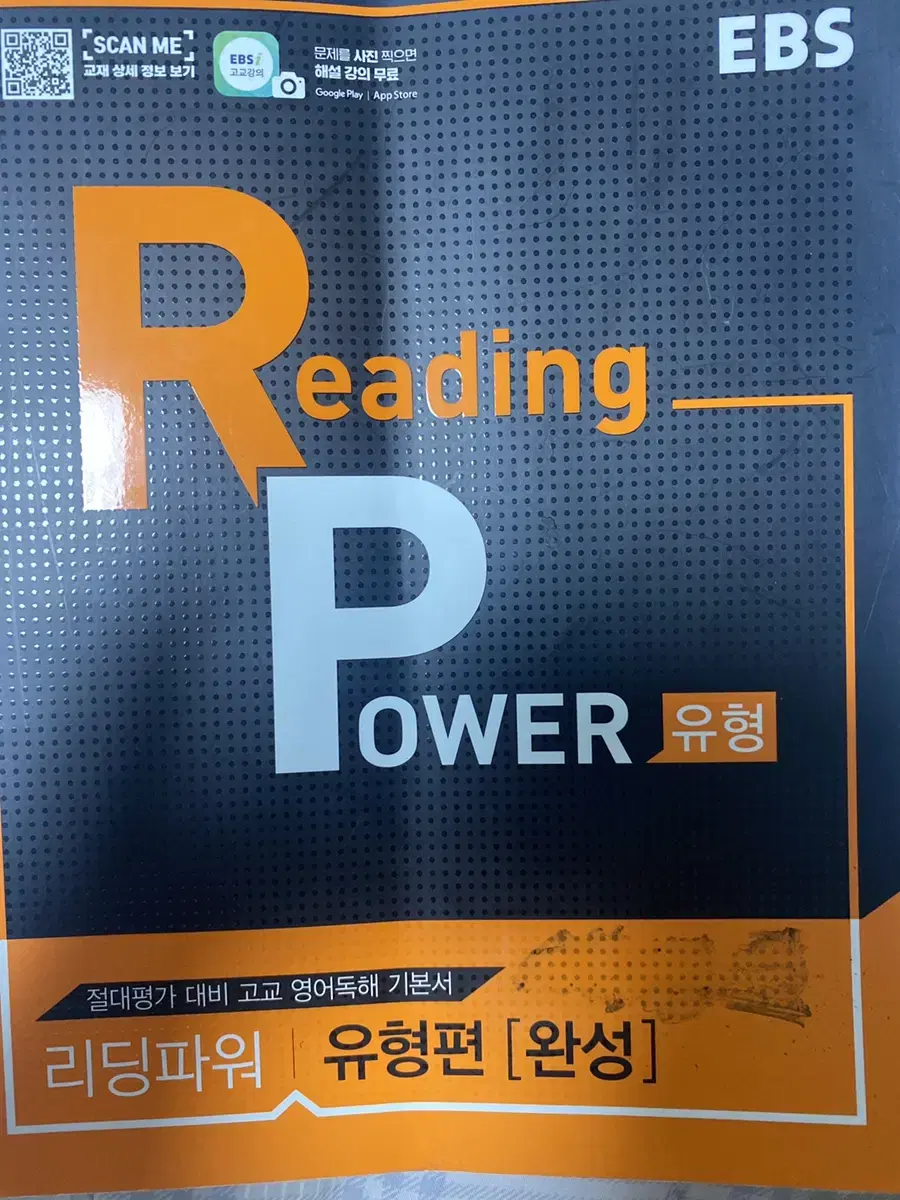 SCAN ME
교재 상세 정보 보기
EBSi
고교강의
문제를 사진 찍으면
해설 강의 무료
Google Play | App Store
EBS
Reading
POWER 유형
절대평가 대비 고교 영어독해 기본서
리딩파워 | 유형편 [완성]